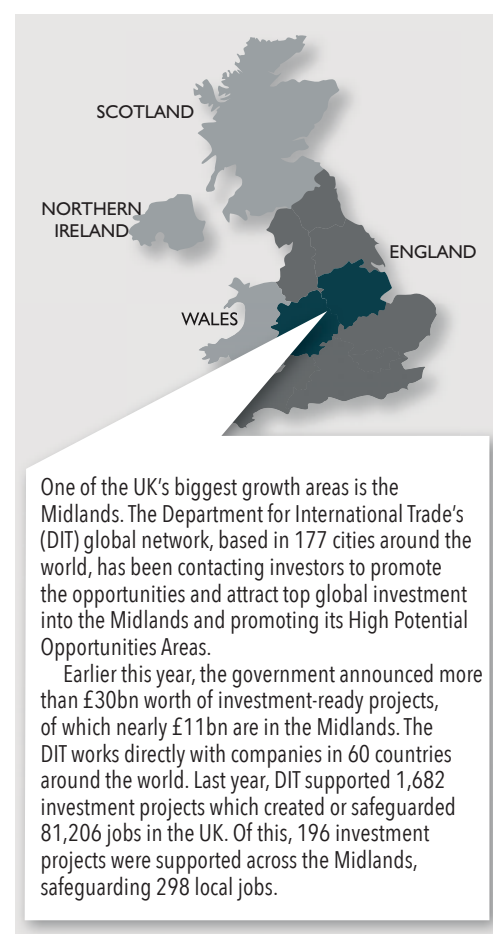 SCOTLAND
NORTHERN
IRELAND
ENGLAND
WALES
One of the UK’s biggest growth areas is the
Midlands. The Department for International Trade’s
(DIT) global network, based in 177 cities around the
world, has been contacting investors to promote
the opportunities and attract top global investment
into the Midlands and promoting its High Potential
Opportunities Areas.
Earlier this year, the government announced more
than £30bn worth of investment-ready projects,
of which nearly £11bn are in the Midlands. The
DIT works directly with companies in 60 countries
around the world. Last year, DIT supported 1,682
investment projects which created or safeguarded
81,206 jobs in the UK. Of this, 196 investment
projects were supported across the Midlands,
safeguarding 298 local jobs.